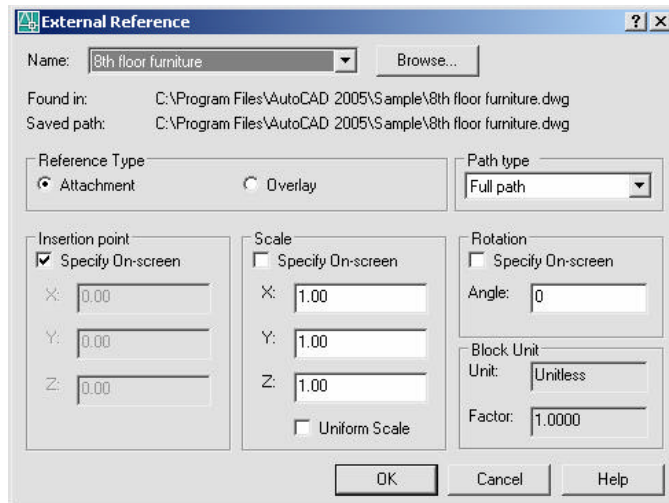 External Reference
Name: 8th floor furniture Browse...
Found in: C:\Program Files\AutoCAD 2005\Sample\8th floor furniture.dwg
Saved path: C:\Program Files\AutoCAD 2005\Sample\8th floor furniture.dwg
Reference Type
Attachment Overlay
Path type
Full path
Insertion point
Specify On-screen
X: 0.00
Y: 0.00
Z: 0.00
Scale
Specify On-screen
X: 1.00
Y: 1.00
Z: 1.00
Uniform Scale
Rotation
Specify On-screen
Angle: 0
Block Unit
Unit: Unitless
Factor: 1.0000
OK Cancel Help